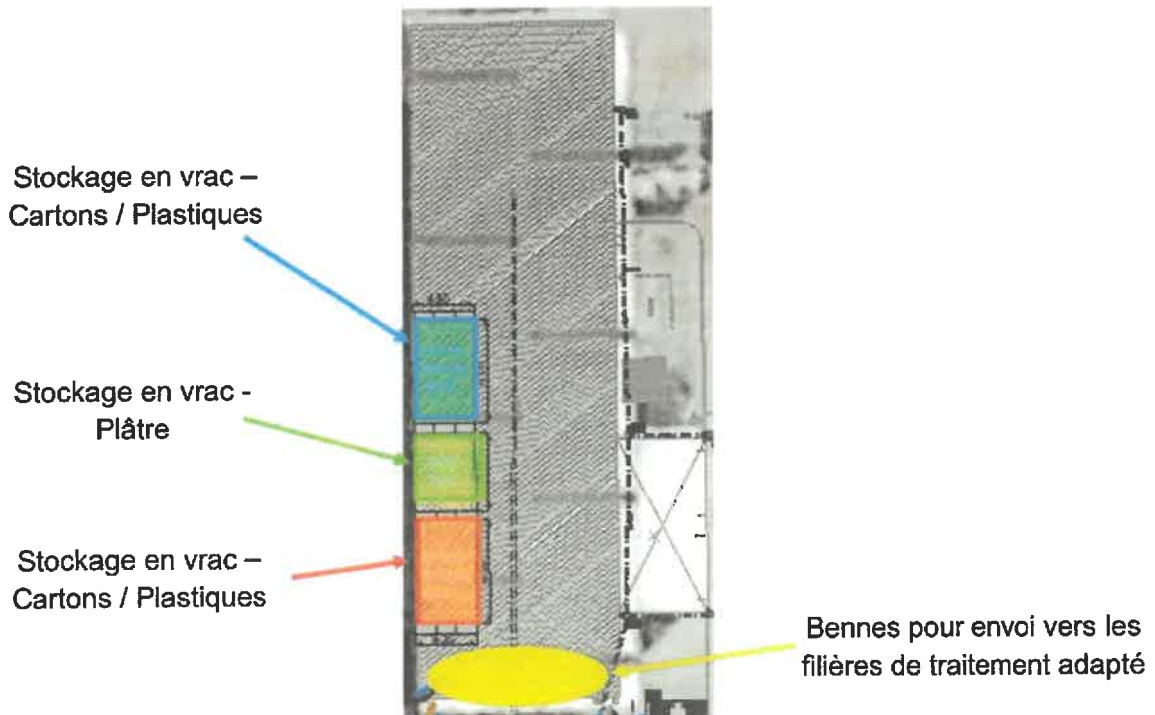 Stockage en vrac –
Cartons / Plastiques
Stockage en vrac -
Plâtre
Stockage en vrac –
Cartons / Plastiques
Bennes pour envoi vers les
filières de traitement adapté